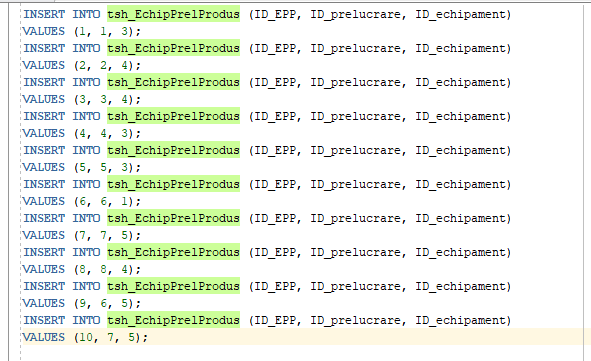 INSERT INTO tsh_EchipPrelProdus (ID_EPP, ID_prelucrare, ID_echipament)
VALUES (1, 1, 3);
INSERT INTO tsh_EchipPrelProdus (ID_EPP, ID_prelucrare, ID_echipament)
VALUES (2, 2, 4);
INSERT INTO tsh_EchipPrelProdus (ID_EPP, ID_prelucrare, ID_echipament)
VALUES (3, 3, 4);
INSERT INTO tsh_EchipPrelProdus (ID_EPP, ID_prelucrare, ID_echipament)
VALUES (4, 4, 3);
INSERT INTO tsh_EchipPrelProdus (ID_EPP, ID_prelucrare, ID_echipament)
VALUES (5, 5, 3);
INSERT INTO tsh_EchipPrelProdus (ID_EPP, ID_prelucrare, ID_echipament)
VALUES (6, 6, 1);
INSERT INTO tsh_EchipPrelProdus (ID_EPP, ID_prelucrare, ID_echipament)
VALUES (7, 7, 5);
INSERT INTO tsh_EchipPrelProdus (ID_EPP, ID_prelucrare, ID_echipament)
VALUES (8, 8, 4);
INSERT INTO tsh_EchipPrelProdus (ID_EPP, ID_prelucrare, ID_echipament)
VALUES (9, 6, 5);
INSERT INTO tsh_EchipPrelProdus (ID_EPP, ID_prelucrare, ID_echipament)
VALUES (10, 7, 5);